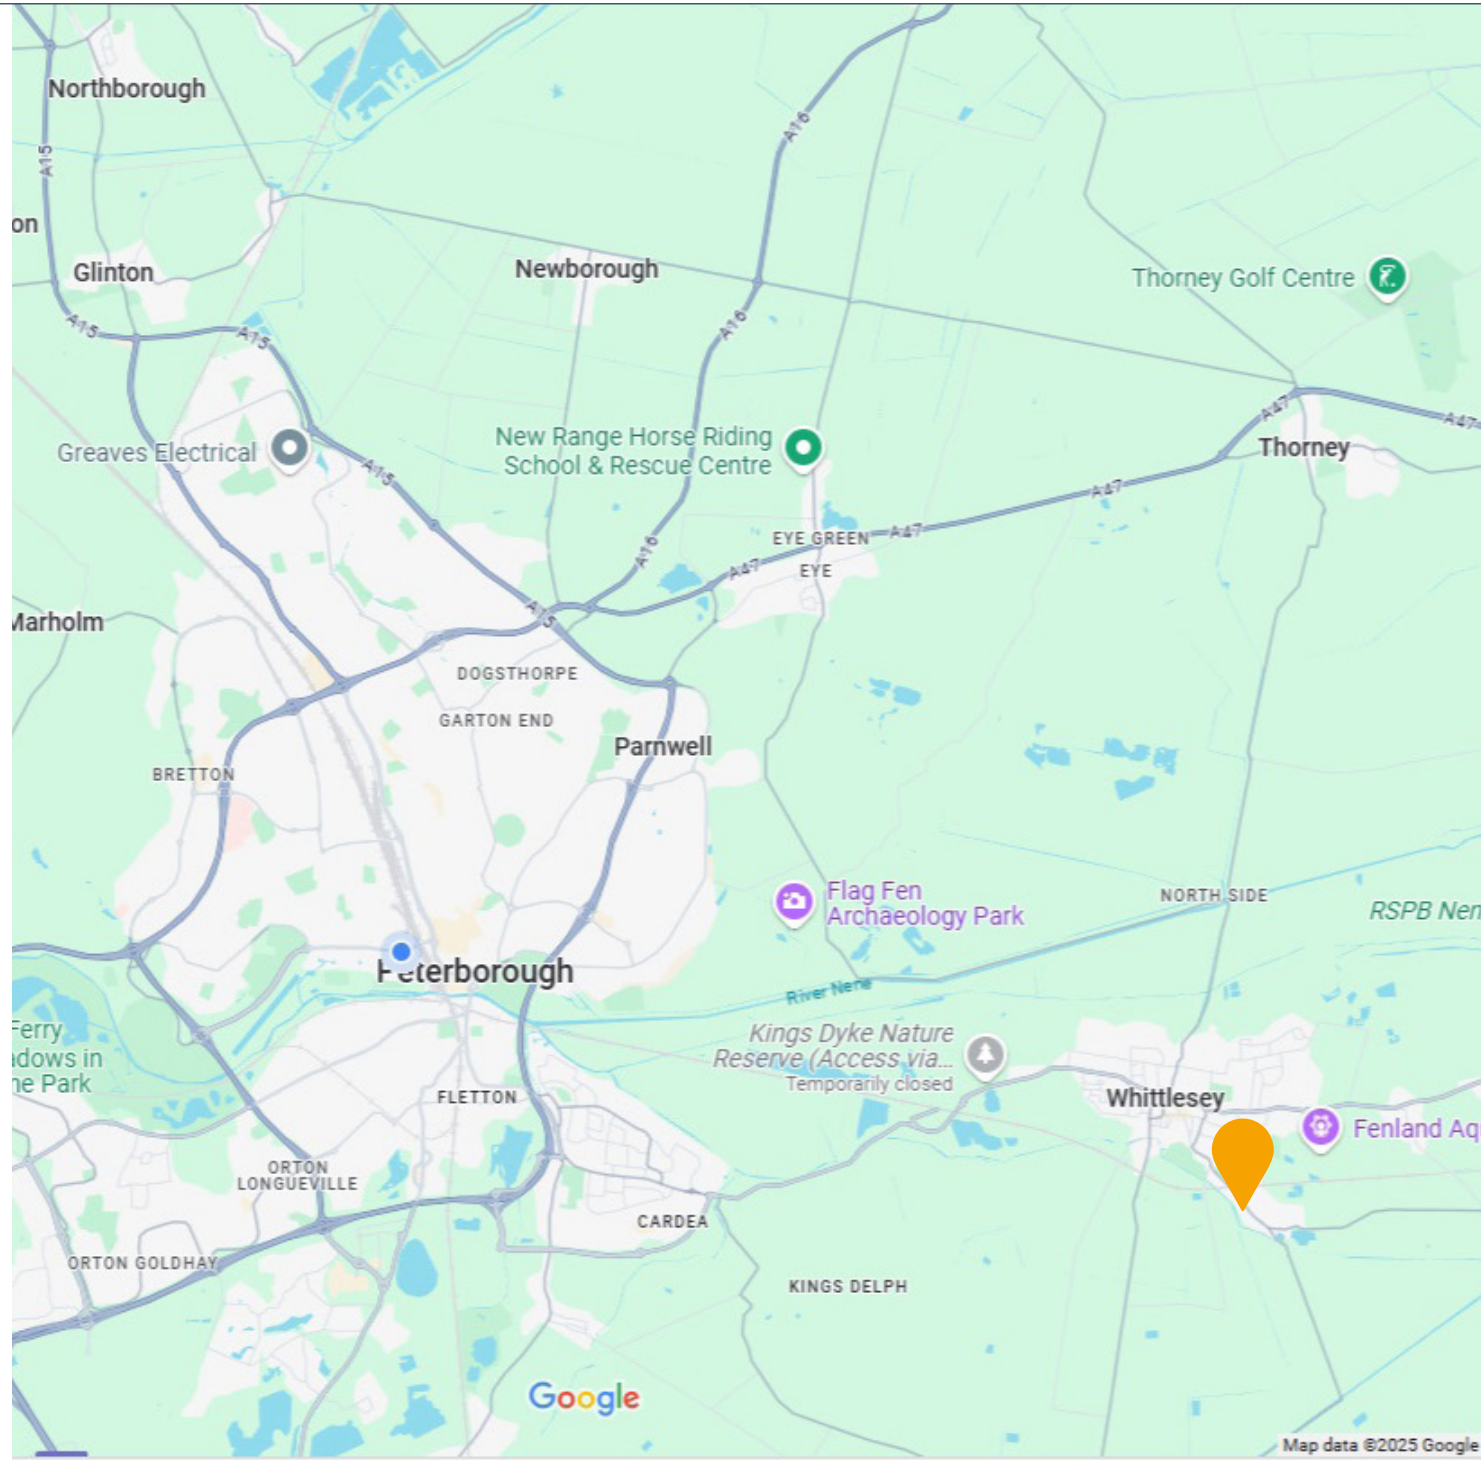 Northborough
A15
A16
on
Glinton
Newborough
Thorney Golf Centre
A15
A15
A16
A47
A47
Greaves Electrical
New Range Horse Riding
School & Rescue Centre
Thorney
A15
A47
EYE GREEN
A47
A16
EYE
A47
A15
Marholm
DOGSTHORPE
GARTON END
Parnwell
BRETTON
Flag Fen
Archaeology Park
NORTH SIDE
RSPB Nen
Peterborough
River Nene
Ferry
adows in
ne Park
Kings Dyke Nature
Reserve (Access via...
Temporarily closed
FLETTON
Whittlesey
Fenland Aq
ORTON
LONGUEVILLE
CARDEA
ORTON GOLDHAY
KINGS DELPH
Google
Map data ©2025 Google